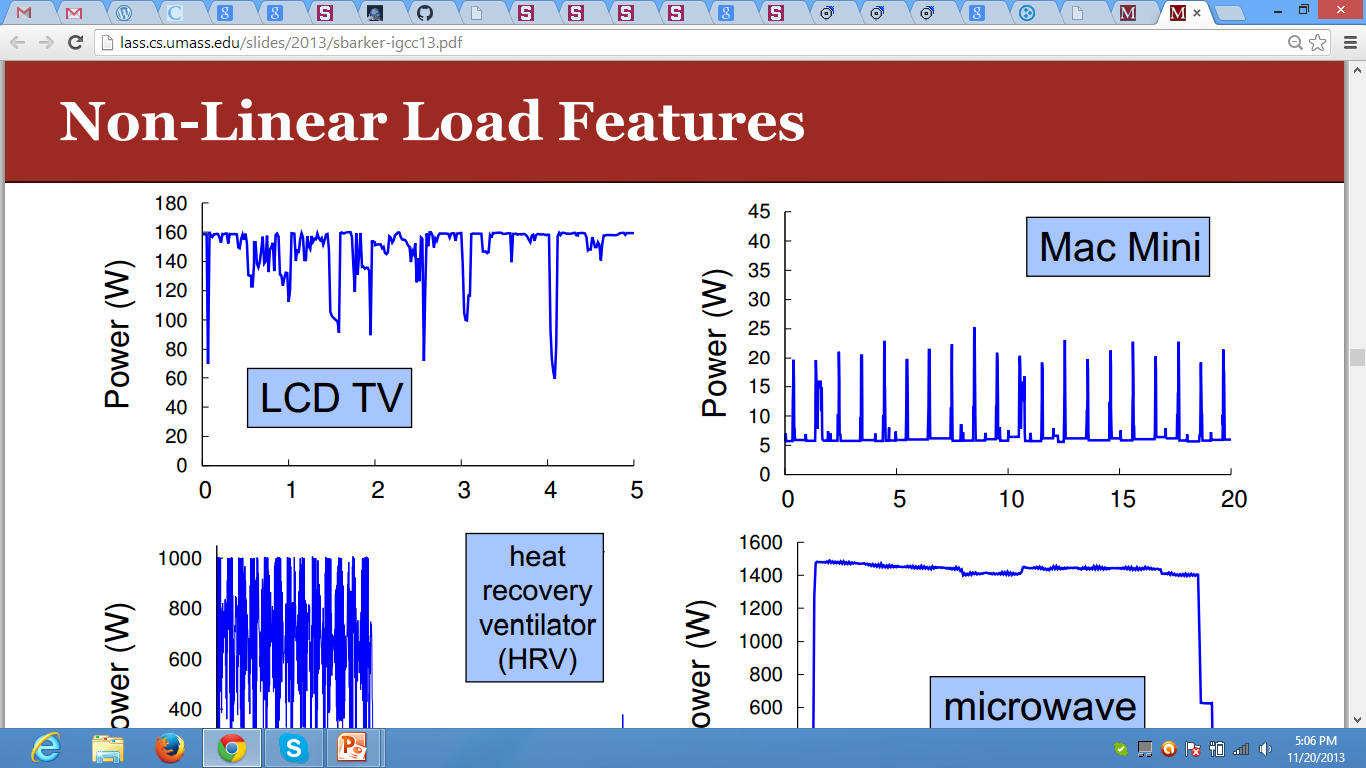 lass.cs.umass.edu/slides/2013/sbarker-igcc13.pdf
Non-Linear Load Features
180
160
140
120
100
80
60
40
20
0
Power (W)
LCD TV
0 1 2 3 4 5
45
40
35
30
25
20
15
10
5
0
Power (W)
Mac Mini
0 5 10 15 20
1000
800
600
400
ower (W)
heat
recovery
ventilator
(HRV)
1600
1400
1200
1000
800
600
ower (W)
microwave
5:06 PM
11/20/2013